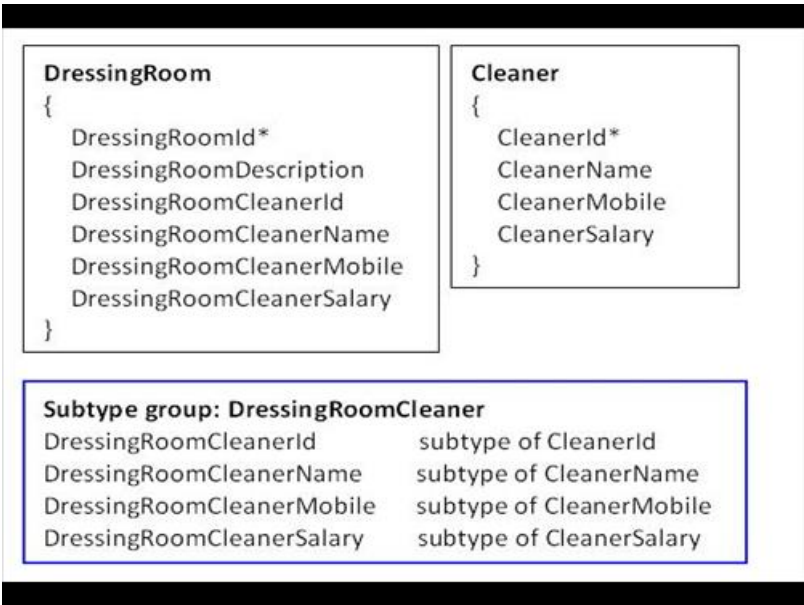 DressingRoom
{
DressingRoomId*
DressingRoomDescription
DressingRoomCleanerId
DressingRoomCleanerName
DressingRoomCleanerMobile
DressingRoomCleanerSalary
}
Cleaner
{
CleanerId*
CleanerName
CleanerMobile
CleanerSalary
}
Subtype group: DressingRoomCleaner
DressingRoomCleanerId subtype of CleanerId
DressingRoomCleanerName subtype of CleanerName
DressingRoomCleanerMobile subtype of CleanerMobile
DressingRoomCleanerSalary subtype of CleanerSalary